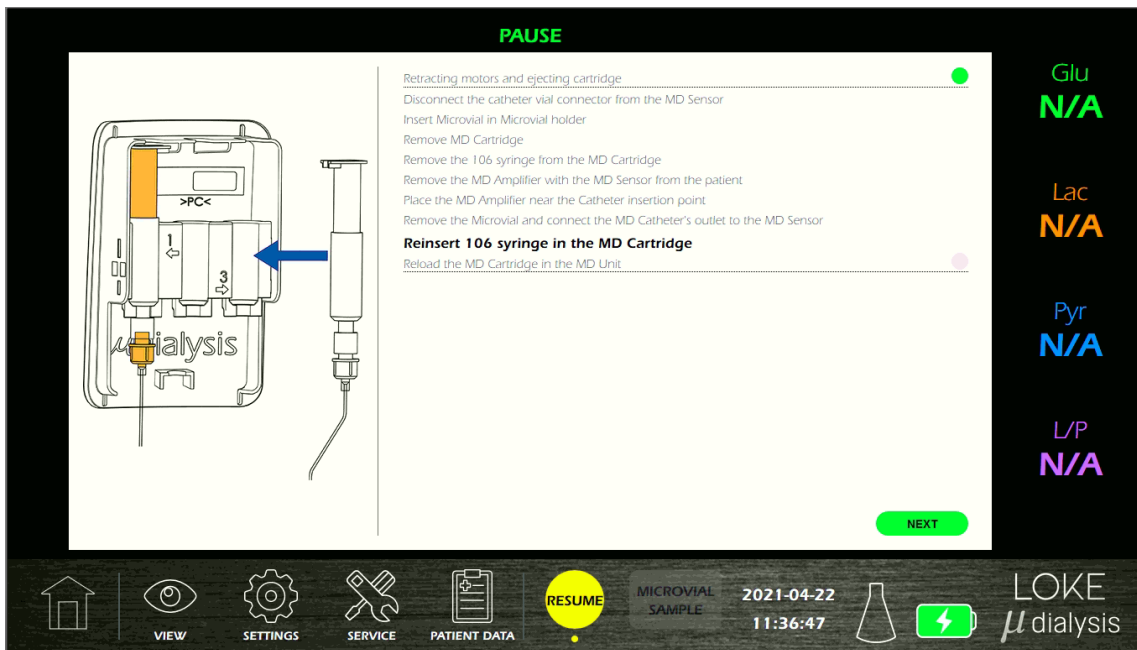 PAUSE
Retracting motors and ejecting cartridge
Disconnect the catheter vial connector from the MD Sensor
Insert Microvial in Microvial holder
Remove MD Cartridge
Remove the 106 syringe from the MD Cartridge
Remove the MD Amplifier with the MD Sensor from the patient
Place the MD Amplifier near the Catheter insertion point
Remove the Microvial and connect the MD Catheter's outlet to the MD Sensor
Reinsert 106 syringe in the MD Cartridge
Reload the MD Cartridge in the MD Unit
>PC<
1
3
μdialysis
NEXT
Glu
N/A
Lac
N/A
Pyr
N/A
L/P
N/A
VIEW
SETTINGS
SERVICE
PATIENT DATA
RESUME
MICROVIAL
SAMPLE
2021-04-22
11:36:47
LOKE
μ dialysis